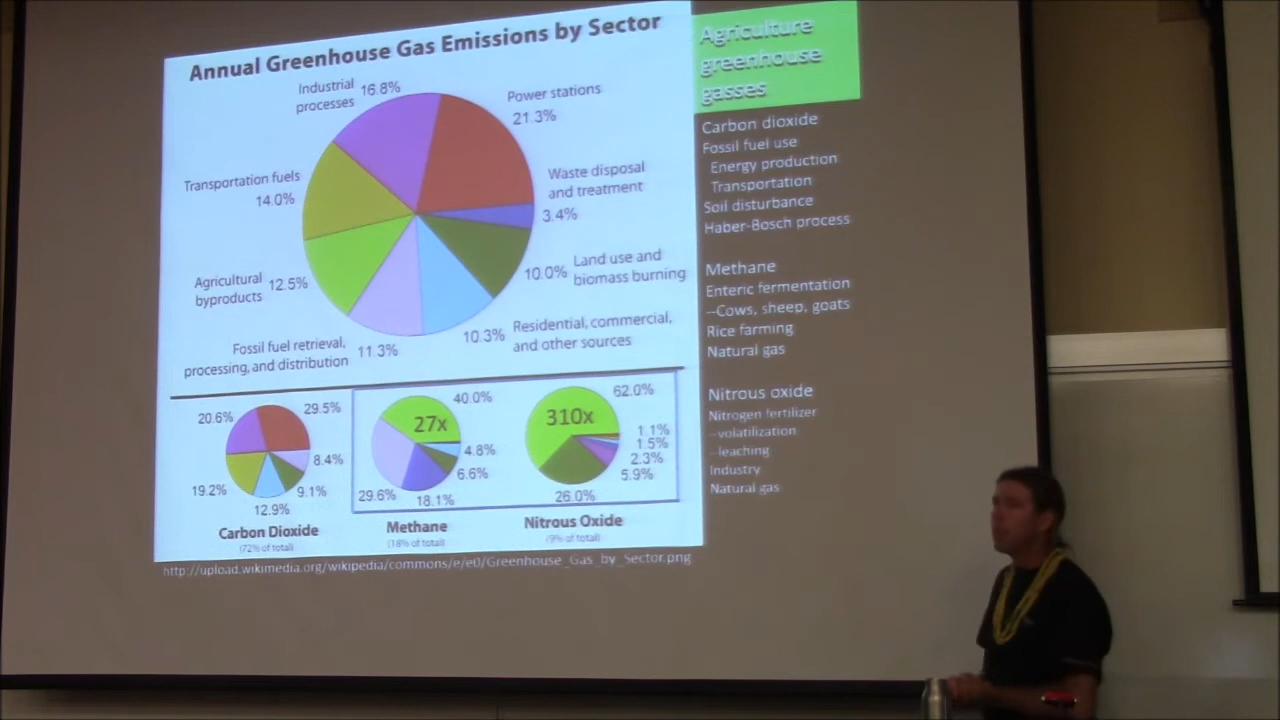 Annual Greenhouse Gas Emissions by Sector
Industrial
processes
16.8%
Power stations
21.3%
Transportation fuels
14.0%
Waste disposal
and treatment
3.4%
Agricultural
byproducts
12.5%
10.0%
Land use and
biomass burning
Fossil fuel retrieval,
processing, and distribution
11.3%
10.3%
Residential, commercial,
and other sources
20.6%
29.5%
8.4%
9.1%
12.9%
19.2%
Carbon Dioxide
(72% of total)
40.0%
27x
4.8%
6.6%
18.1%
29.6%
Methane
(18% of total)
62.0%
310x
1.1%
1.5%
2.3%
5.9%
26.0%
Nitrous Oxide
(9% of total)
http://upload.wikimedia.org/wikipedia/commons/e/e0/Greenhouse_Gas_by_Sector.png
Agriculture
greenhouse
gasses
Carbon dioxide
Fossil fuel use
Energy production
Transportation
Soil disturbance
Haber-Bosch process
Methane
Enteric fermentation
--Cows, sheep, goats
Rice farming
Natural gas
Nitrous oxide
Nitrogen fertilizer
--volatilization
--leaching
Industry
Natural gas